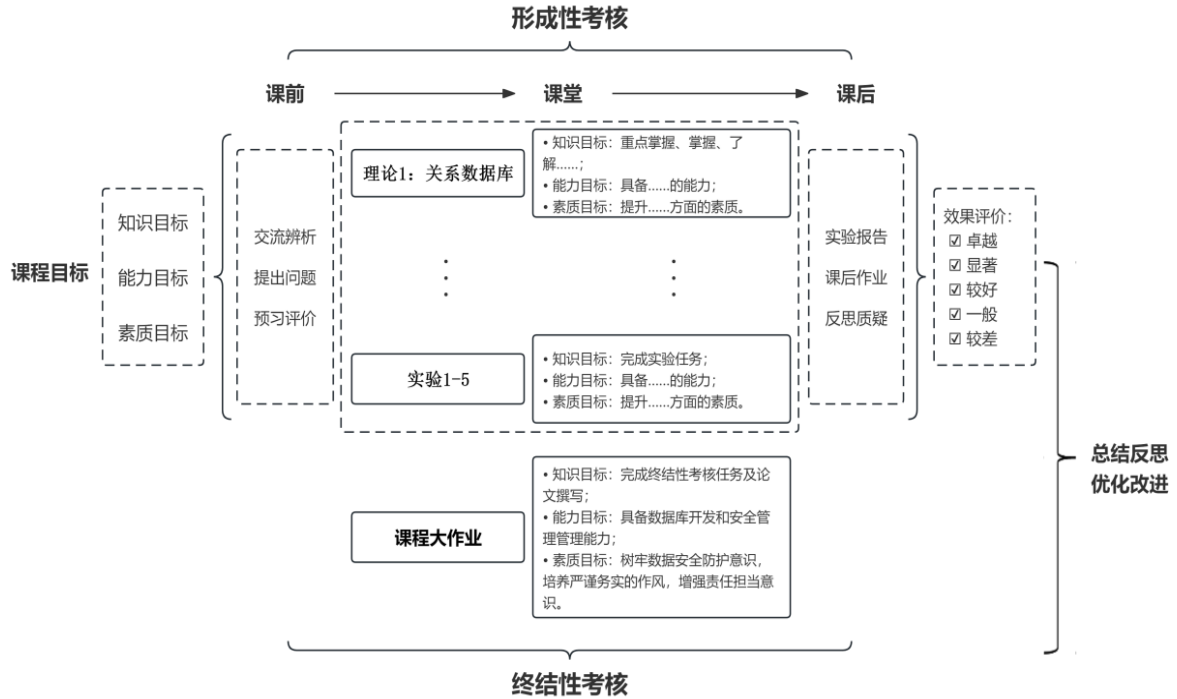 形成性考核
课前
课堂
课后
课程目标
知识目标
能力目标
素质目标
交流辨析
提出问题
预习评价
理论1：关系数据库
• 知识目标：重点掌握、掌握、了
解......；
• 能力目标：具备......的能力；
• 素质目标：提升......方面的素质。
实验1-5
• 知识目标：完成实验任务；
• 能力目标：具备......的能力；
• 素质目标：提升......方面的素质。
实验报告
课后作业
反思质疑
效果评价：
☑ 卓越
☑ 显著
☑ 较好
☑ 一般
☑ 较差
课程大作业
• 知识目标：完成终结性考核任务及论
文撰写；
• 能力目标：具备数据库开发和安全管
理管理能力；
• 素质目标：树牢数据安全防护意识，
培养严谨务实的作风，增强责任担当意
识。
总结反思
优化改进
终结性考核